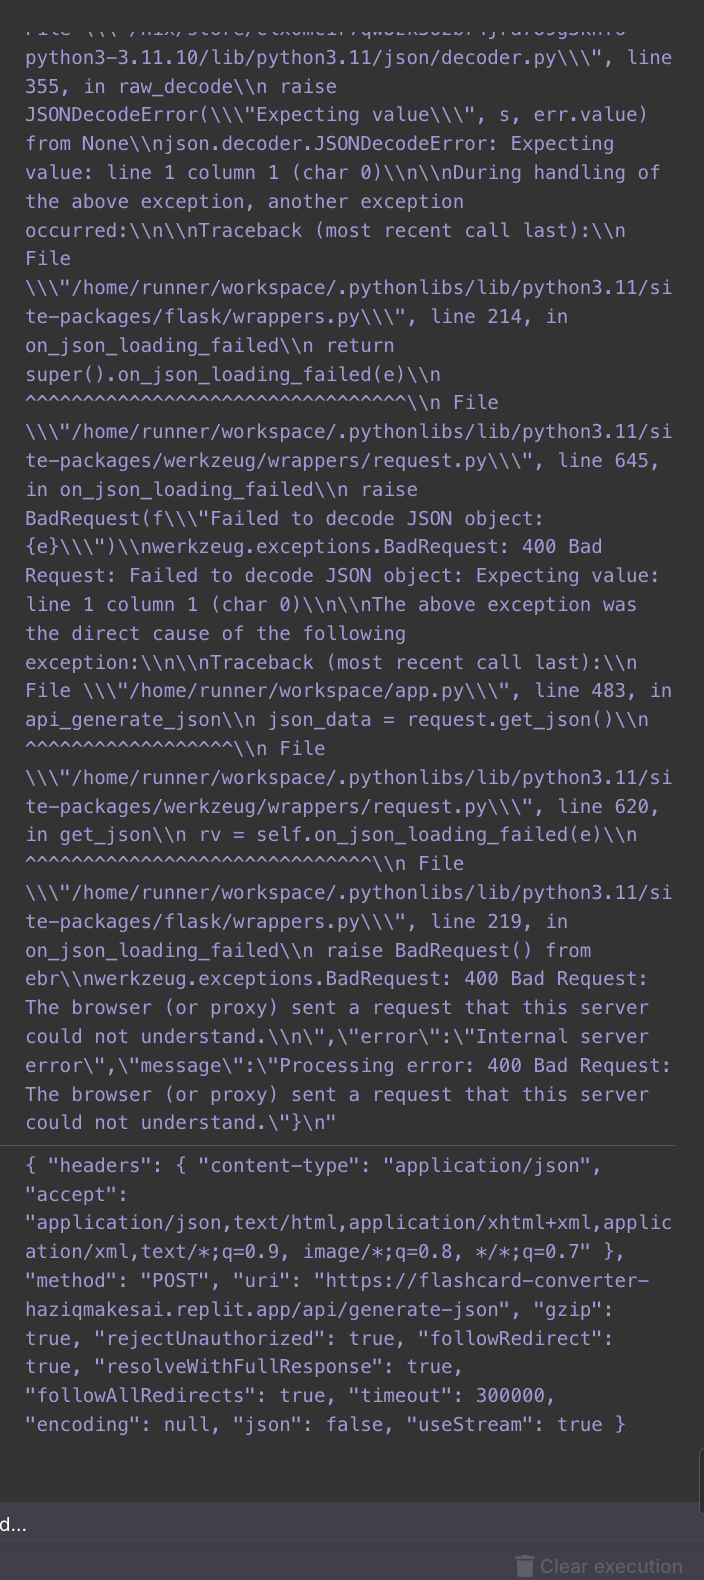 python3-3.11.10/lib/python3.11/json/decoder.py\\\", line
355, in raw_decode\\n raise
JSONDecodeError(\\\"Expecting value\\\", s, err.value)
from None\\njson.decoder.JSONDecodeError: Expecting
value: line 1 column 1 (char 0)\\n\\nDuring handling of
the above exception, another exception
occurred:\\n\\nTraceback (most recent call last):\\n
File
\\\"/home/runner/workspace/.pythonlibs/lib/python3.11/si
te-packages/flask/wrappers.py\\\", line 214, in
on_json_loading_failed\\n return
super().on_json_loading_failed(e)\\n
^^^^^^^^^^^^^^^^^^^^^^^^^^^^^^^^^\\n File
\\\"/home/runner/workspace/.pythonlibs/lib/python3.11/si
te-packages/werkzeug/wrappers/request.py\\\", line 645,
in on_json_loading_failed\\n raise
BadRequest(f\\\"Failed to decode JSON object:
{e}\\\")\\nwerkzeug.exceptions.BadRequest: 400 Bad
Request: Failed to decode JSON object: Expecting value:
line 1 column 1 (char 0)\\n\\nThe above exception was
the direct cause of the following
exception:\\n\\nTraceback (most recent call last):\\n
File \\\"/home/runner/workspace/app.py\\\", line 483, in
api_generate_json\\n json_data = request.get_json()\\n
^^^^^^^^^^^^^^^^^^\\n File
\\\"/home/runner/workspace/.pythonlibs/lib/python3.11/si
te-packages/werkzeug/wrappers/request.py\\\", line 620,
in get_json\\n rv = self.on_json_loading_failed(e)\\n
^^^^^^^^^^^^^^^^^^^^^^^^^^^^^^\\n File
\\\"/home/runner/workspace/.pythonlibs/lib/python3.11/si
te-packages/flask/wrappers.py\\\", line 219, in
on_json_loading_failed\\n raise BadRequest() from
ebr\\nwerkzeug.exceptions.BadRequest: 400 Bad Request:
The browser (or proxy) sent a request that this server
could not understand.\\n\",\"error\":\"Internal server
error\",\"message\":\"Processing error: 400 Bad Request:
The browser (or proxy) sent a request that this server
could not understand.\"}\n"
{ "headers": { "content-type": "application/json",
"accept":
"application/json,text/html,application/xhtml+xml,applic
ation/xml,text/*;q=0.9, image/*;q=0.8, */*;q=0.7" },
"method": "POST", "uri": "https://flashcard-converter-
haziqmakesai.replit.app/api/generate-json", "gzip":
true, "rejectUnauthorized": true, "followRedirect":
true, "resolveWithFullResponse": true,
"followAllRedirects": true, "timeout": 300000,
"encoding": null, "json": false, "useStream": true }
d...
Clear execution